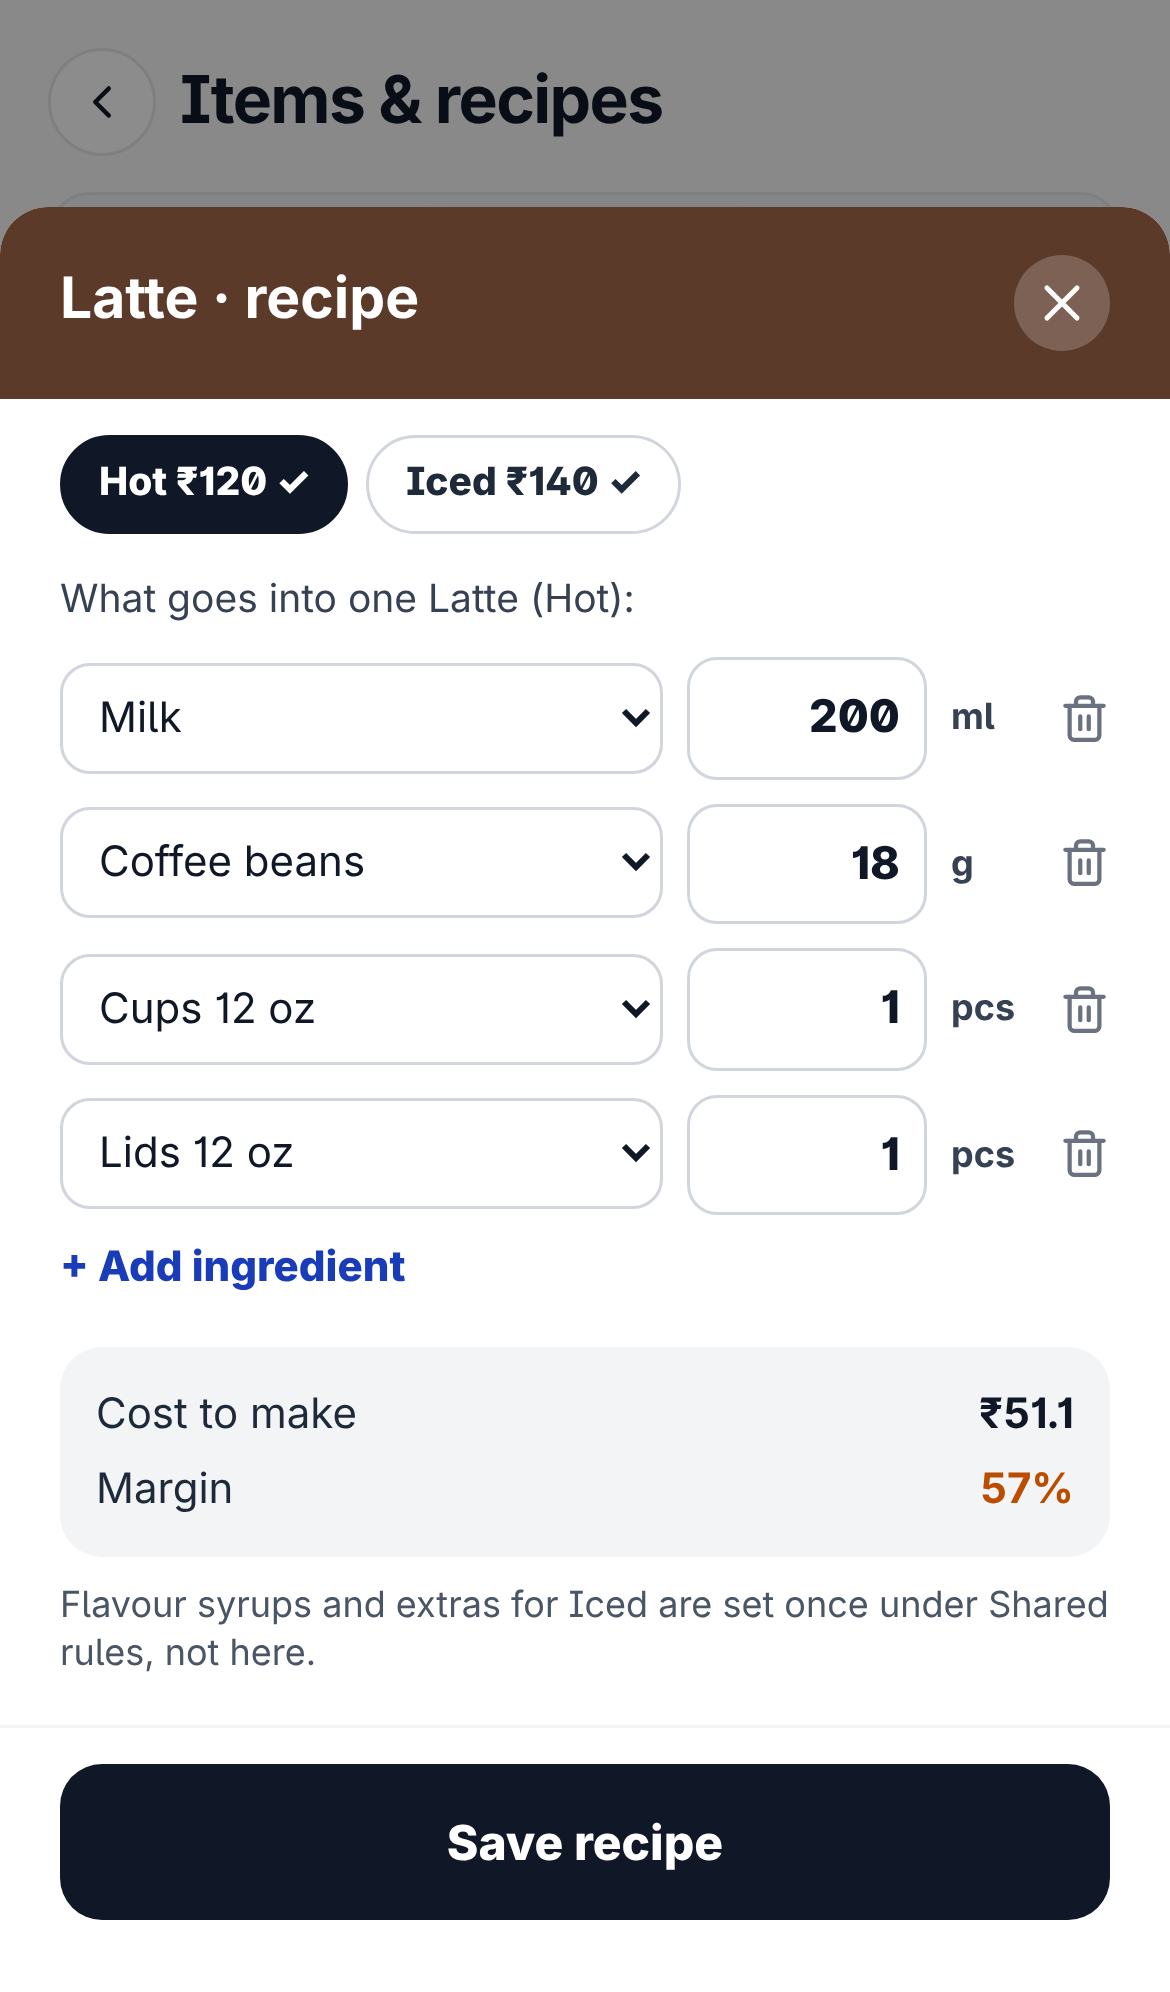 Items & recipes
Latte · recipe
Hot ₹120 ✓
Iced ₹140 ✓
What goes into one Latte (Hot):
Milk 200 ml
Coffee beans 18 g
Cups 12 oz 1 pcs
Lids 12 oz 1 pcs
+ Add ingredient
Cost to make ₹51.1
Margin 57%
Flavour syrups and extras for Iced are set once under Shared
rules, not here.
Save recipe